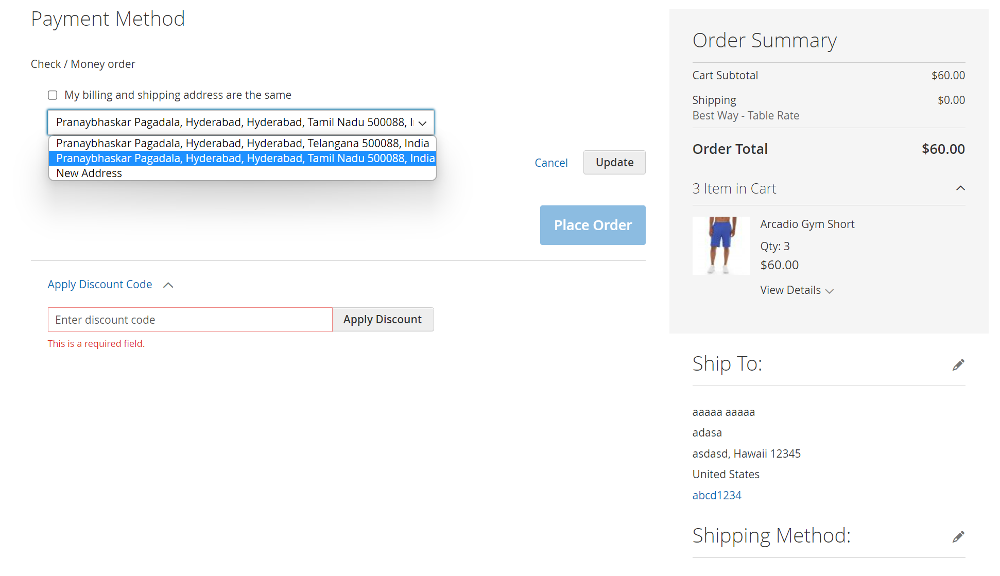 Payment Method
Check / Money order
My billing and shipping address are the same
Pranaybhaskar Pagadala, Hyderabad, Hyderabad, Tamil Nadu 500088, I
Pranaybhaskar Pagadala, Hyderabad, Hyderabad, Telangana 500088, India
Pranaybhaskar Pagadala, Hyderabad, Hyderabad, Tamil Nadu 500088, India
New Address
Cancel
Update
Place Order
Apply Discount Code
Enter discount code
Apply Discount
This is a required field.
Order Summary
Cart Subtotal $60.00
Shipping $0.00
Best Way - Table Rate
Order Total $60.00
3 Item in Cart
Arcadio Gym Short
Qty: 3
$60.00
View Details
Ship To:
aaaaa aaaaa
adasa
asdasd, Hawaii 12345
United States
abcd1234
Shipping Method: